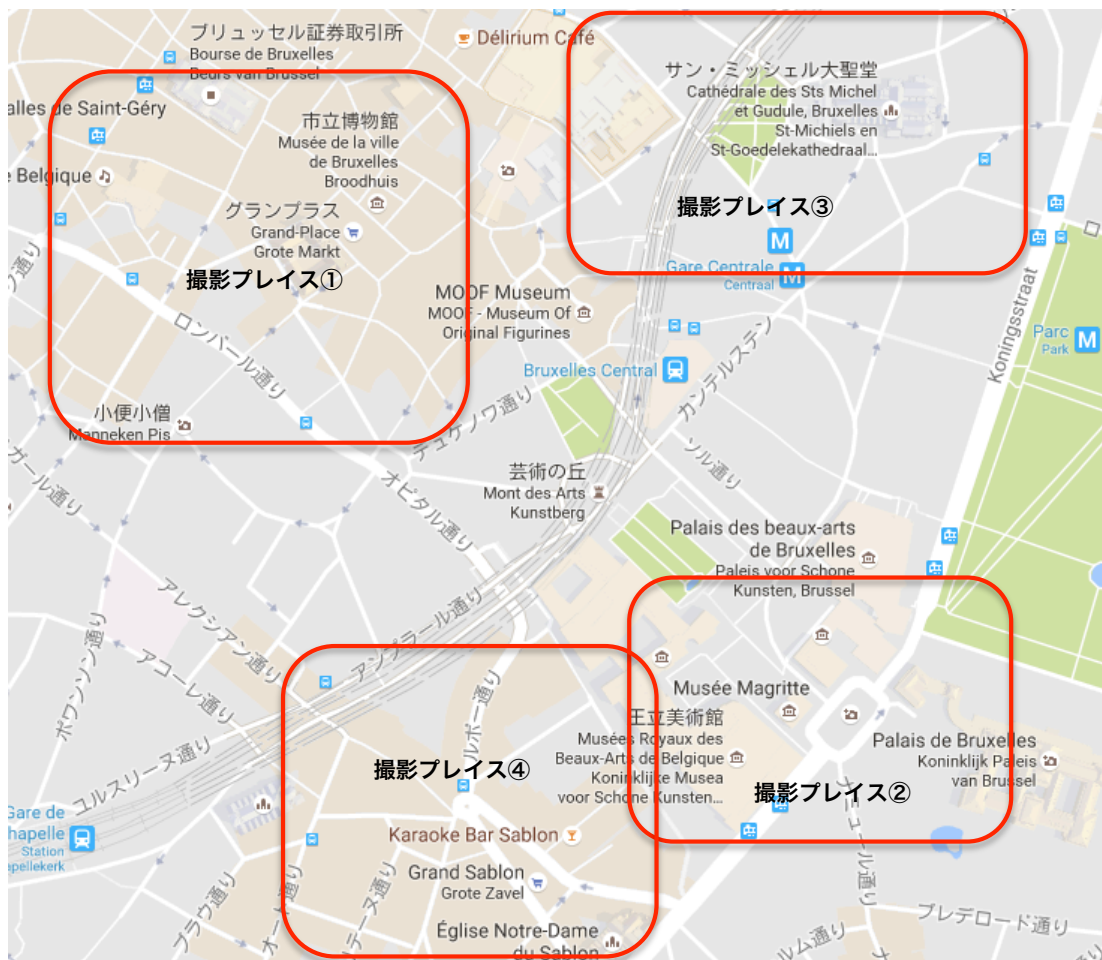 ブリュッセル証券取引所
Bourse de Bruxelles
Beurs van Brussel
Délirium Café
サン・ミッシェル大聖堂
Cathédrale des Sts Michel
et Gudule, Bruxelles
St-Michiels en
St-Goedelekathedraal...
alles de Saint-Géry
市立博物館
Musée de la ville
de Bruxelles
Broodhuis
Belgique
グランプラス
Grand-Place
Grote Markt
撮影プレイス①
撮影プレイス③
M
Gare Centrale
Centraal
M
MOOF Museum
MOOF - Museum Of
Original Figurines
ロンバール通り
Bruxelles Central
カンテルステン
Koningsstraat
Parc
Park
M
小便小僧
Manneken Pis
デュケノワ通り
ソル通り
オピタル通り
芸術の丘
Mont des Arts
Kunstberg
Palais des beaux-arts
de Bruxelles
Paleis voor Schone
Kunsten, Brussel
アレクシアン通り
アンプラール通り
アコーレ通り
ポワンソン通り
ルボー通り
Musée Magritte
王立美術館
Musées Royaux des
Beaux-Arts de Belgique
Koninklijke Musea
voor Schone Kunsten...
Palais de Bruxelles
Koninklijk Paleis
van Brussel
撮影プレイス④
撮影プレイス②
ユルスリーヌ通り
Gare de
hapelle
Station
apellekerk
Karaoke Bar Sablon
Grand Sablon
Grote Zavel
ナミュール通り
ブラウ通り
オート通り
テーヌ通り
Église Notre-Dame
du Sablon
ブレデロード通り
ルム通り